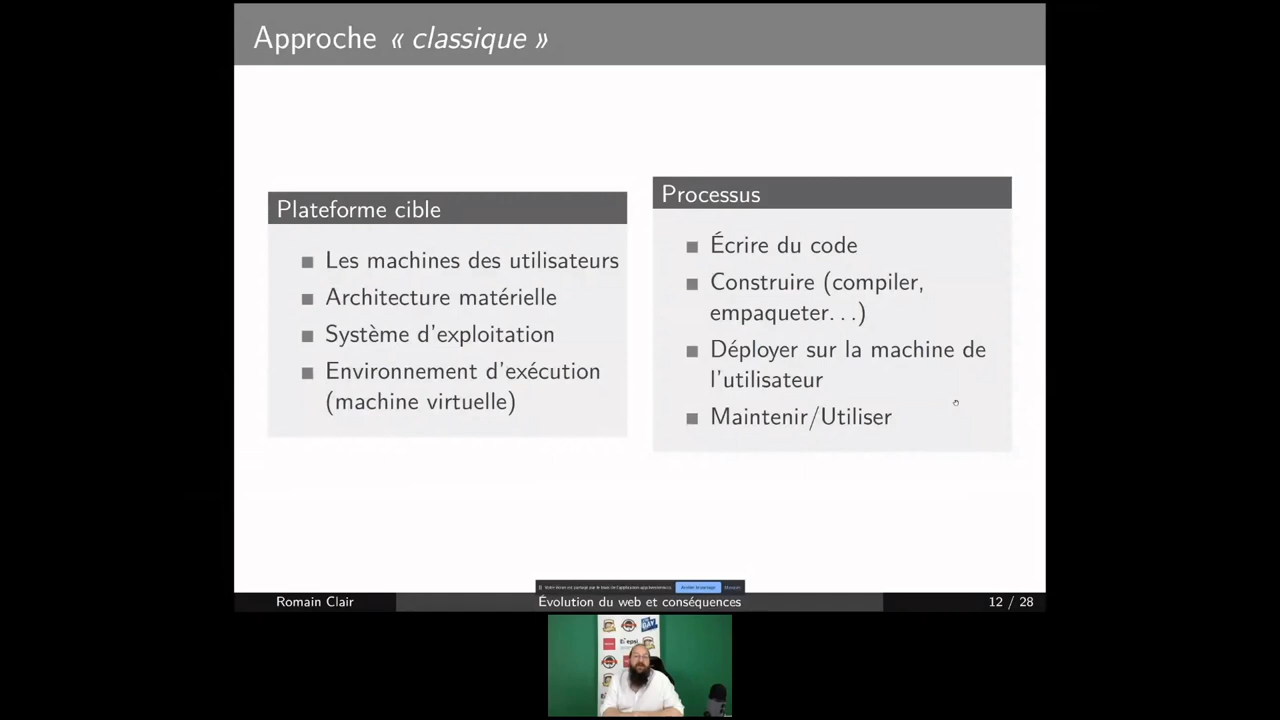 Approche « classique »
Plateforme cible
Les machines des utilisateurs
Architecture matérielle
Système d'exploitation
Environnement d'exécution
(machine virtuelle)
Processus
Écrire du code
Construire (compiler,
empaqueter. . .)
Déployer sur la machine de
l'utilisateur
Maintenir/Utiliser
Romain Clair
Évolution du web et conséquences
12 / 28
epsi